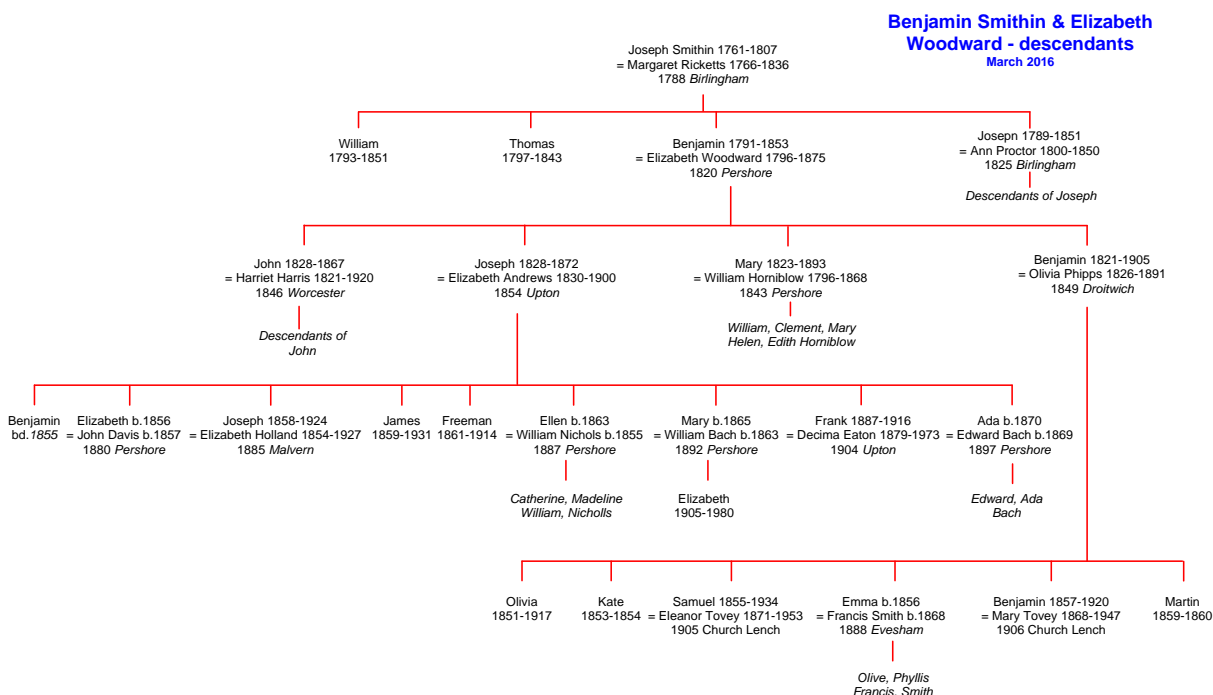 Benjamin Smithin & Elizabeth
Woodward - descendants
March 2016
Joseph Smithin 1761-1807
= Margaret Ricketts 1766-1836
1788 Birlingham
William
1793-1851
Thomas
1797-1843
Benjamin 1791-1853
= Elizabeth Woodward 1796-1875
1820 Pershore
Josepn 1789-1851
= Ann Proctor 1800-1850
1825 Birlingham
Descendants of Joseph
John 1828-1867
= Harriet Harris 1821-1920
1846 Worcester
Joseph 1828-1872
= Elizabeth Andrews 1830-1900
1854 Upton
Mary 1823-1893
= William Horniblow 1796-1868
1843 Pershore
Benjamin 1821-1905
= Olivia Phipps 1826-1891
1849 Droitwich
Descendants of
John
William, Clement, Mary
Helen, Edith Horniblow
Benjamin
bd.1855
Elizabeth b.1856
= John Davis b.1857
1880 Pershore
Joseph 1858-1924
= Elizabeth Holland 1854-1927
1885 Malvern
James
1859-1931
Freeman
1861-1914
Ellen b.1863
= William Nichols b.1855
1887 Pershore
Mary b.1865
= William Bach b.1863
1892 Pershore
Frank 1887-1916
= Decima Eaton 1879-1973
1904 Upton
Ada b.1870
= Edward Bach b.1869
1897 Pershore
Catherine, Madeline
William, Nicholls
Elizabeth
1905-1980
Edward, Ada
Bach
Olivia
1851-1917
Kate
1853-1854
Samuel 1855-1934
= Eleanor Tovey 1871-1953
1905 Church Lench
Emma b.1856
= Francis Smith b.1868
1888 Evesham
Benjamin 1857-1920
= Mary Tovey 1868-1947
1906 Church Lench
Martin
1859-1860
Olive, Phyllis
Francis, Smith